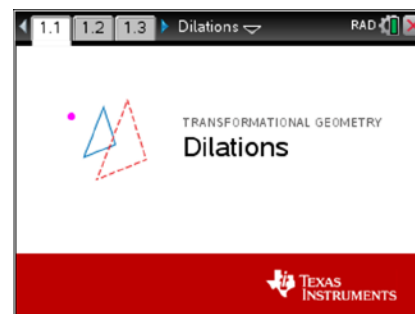 1.1 1.2 1.3 Dilations RAD
TRANSFORMATIONAL GEOMETRY
Dilations
TEXAS
INSTRUMENTS